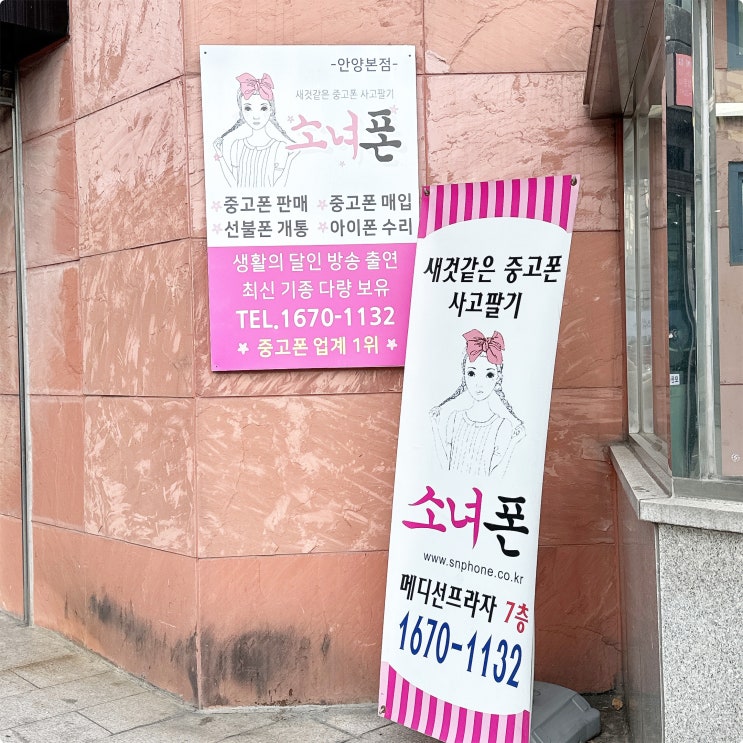 -안양본점-
새것같은 중고폰 사고팔기
소녀폰
중고폰 판매 중고폰 매입
선불폰 개통 아이폰 수리
생활의 달인 방송 출연
최신 기종 다량 보유
TEL.1670-1132
중고폰 업계 1위
새것같은 중고폰
사고팔기
소녀폰
www.snphone.co.kr
메디선프라자 7층
1670-1132